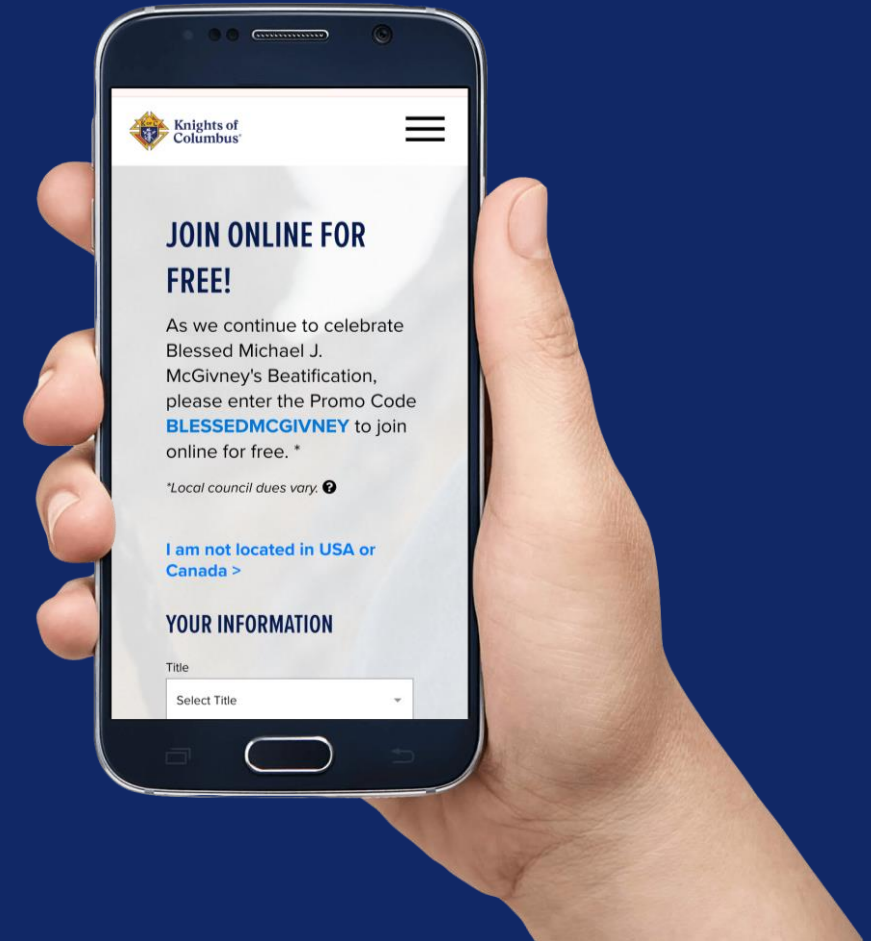 Knights of
Columbus®
JOIN ONLINE FOR
FREE!
As we continue to celebrate
Blessed Michael J.
McGivney's Beatification,
please enter the Promo Code
BLESSEDMCGIVNEY to join
online for free. *
*Local council dues vary. ?
I am not located in USA or
Canada >
YOUR INFORMATION
Title
Select Title